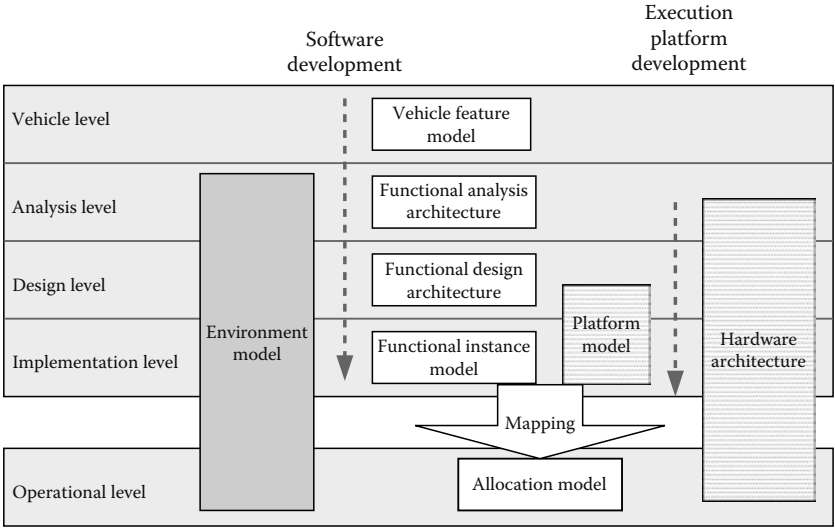 Software
development
Execution
platform
development
Vehicle level
Vehicle feature
model
Analysis level
Functional analysis
architecture
Design level
Functional design
architecture
Implementation level
Environment
model
Functional instance
model
Platform
model
Hardware
architecture
Mapping
Operational level
Allocation model